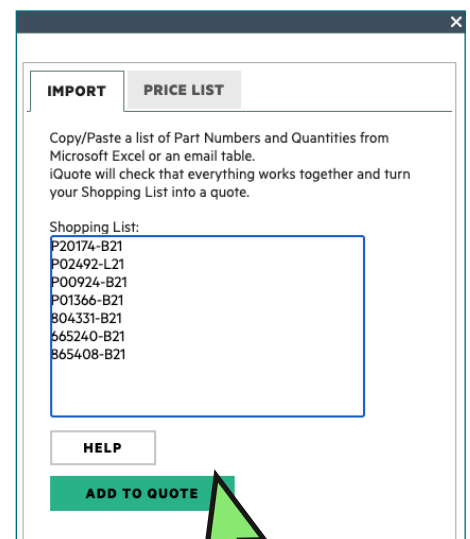 IMPORT
PRICE LIST
Copy/Paste a list of Part Numbers and Quantities from
Microsoft Excel or an email table.
iQuote will check that everything works together and turn
your Shopping List into a quote.
Shopping List:
P20174-B21
P02492-L21
P00924-B21
P01366-B21
804331-B21
665240-B21
865408-B21
HELP
ADD TO QUOTE